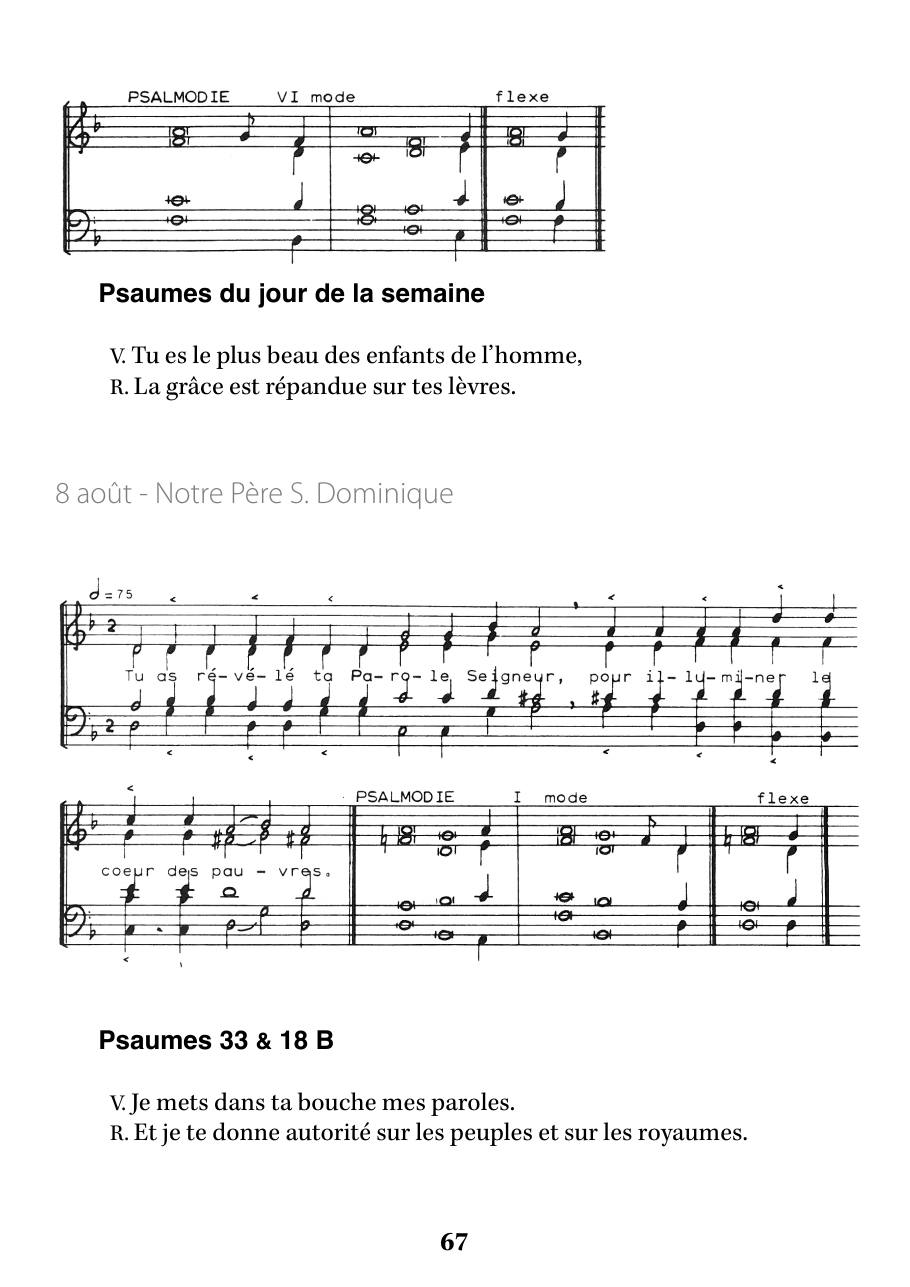 PSALMODIE VI mode flexe
Psaumes du jour de la semaine
V. Tu es le plus beau des enfants de l’homme,
R. La grâce est répandue sur tes lèvres.
8 août - Notre Père S. Dominique
= 75
2
Tu as ré-vé-lé ta Pa-ro-le, Seigneur, pour il-lu-mi-ner le
2
PSALMODIE I mode flexe
coeur des pau-vres.
Psaumes 33 & 18 B
V. Je mets dans ta bouche mes paroles.
R. Et je te donne autorité sur les peuples et sur les royaumes.
67